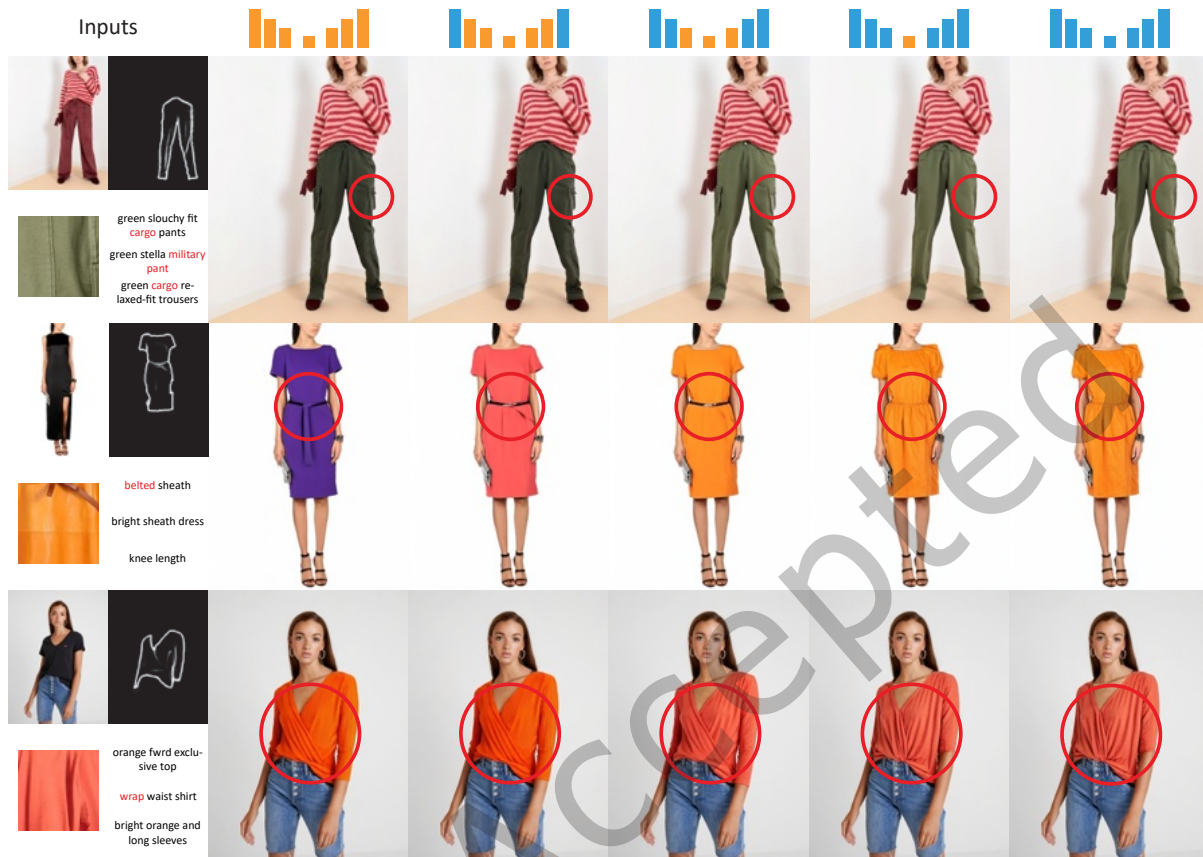 Inputs
green slouchy fit
cargo pants
green stella military
pant
green cargo re-
laxed-fit trousers
belted sheath
bright sheath dress
knee length
orange fwrd exclu-
sive top
wrap waist shirt
bright orange and
long sleeves
Accepted